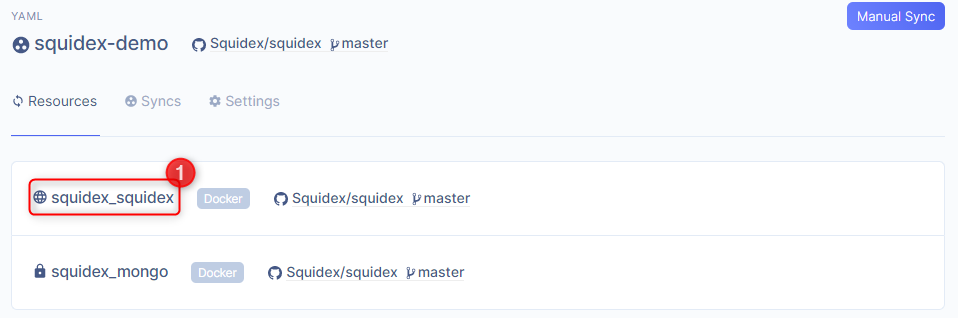 YAML
Manual Sync
squidex-demo Squidex/squidex master
Resources Syncs Settings
1
squidex_squidex Docker Squidex/squidex master
squidex_mongo Docker Squidex/squidex master